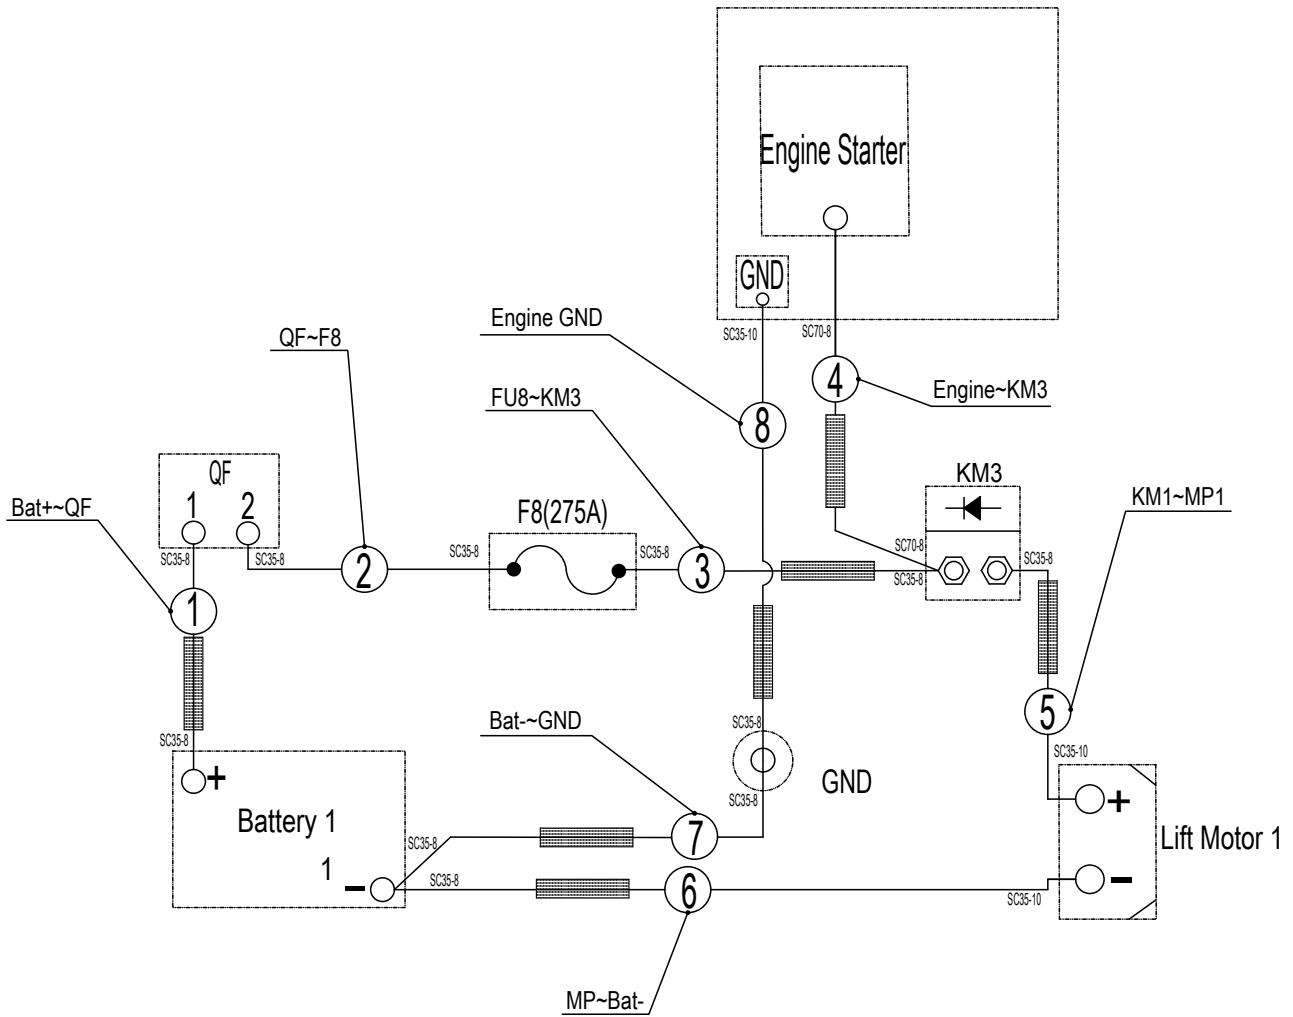 Engine Starter
GND
SC35-10
SC70-8
Engine GND
QF~F8
4
Engine~KM3
FU8~KM3
8
QF
1 2
KM3
Bat+~QF
KM1~MP1
F8(275A)
SC35-8
SC35-8
SC35-8
SC35-8
SC70-8
SC35-8
SC35-8
2
3
1
Bat-~GND
SC35-8
5
SC35-8
SC35-10
+
GND
SC35-8
+
Battery 1
7
Lift Motor 1
SC35-8
1
-
SC35-8
6
-
SC35-10
MP~Bat-